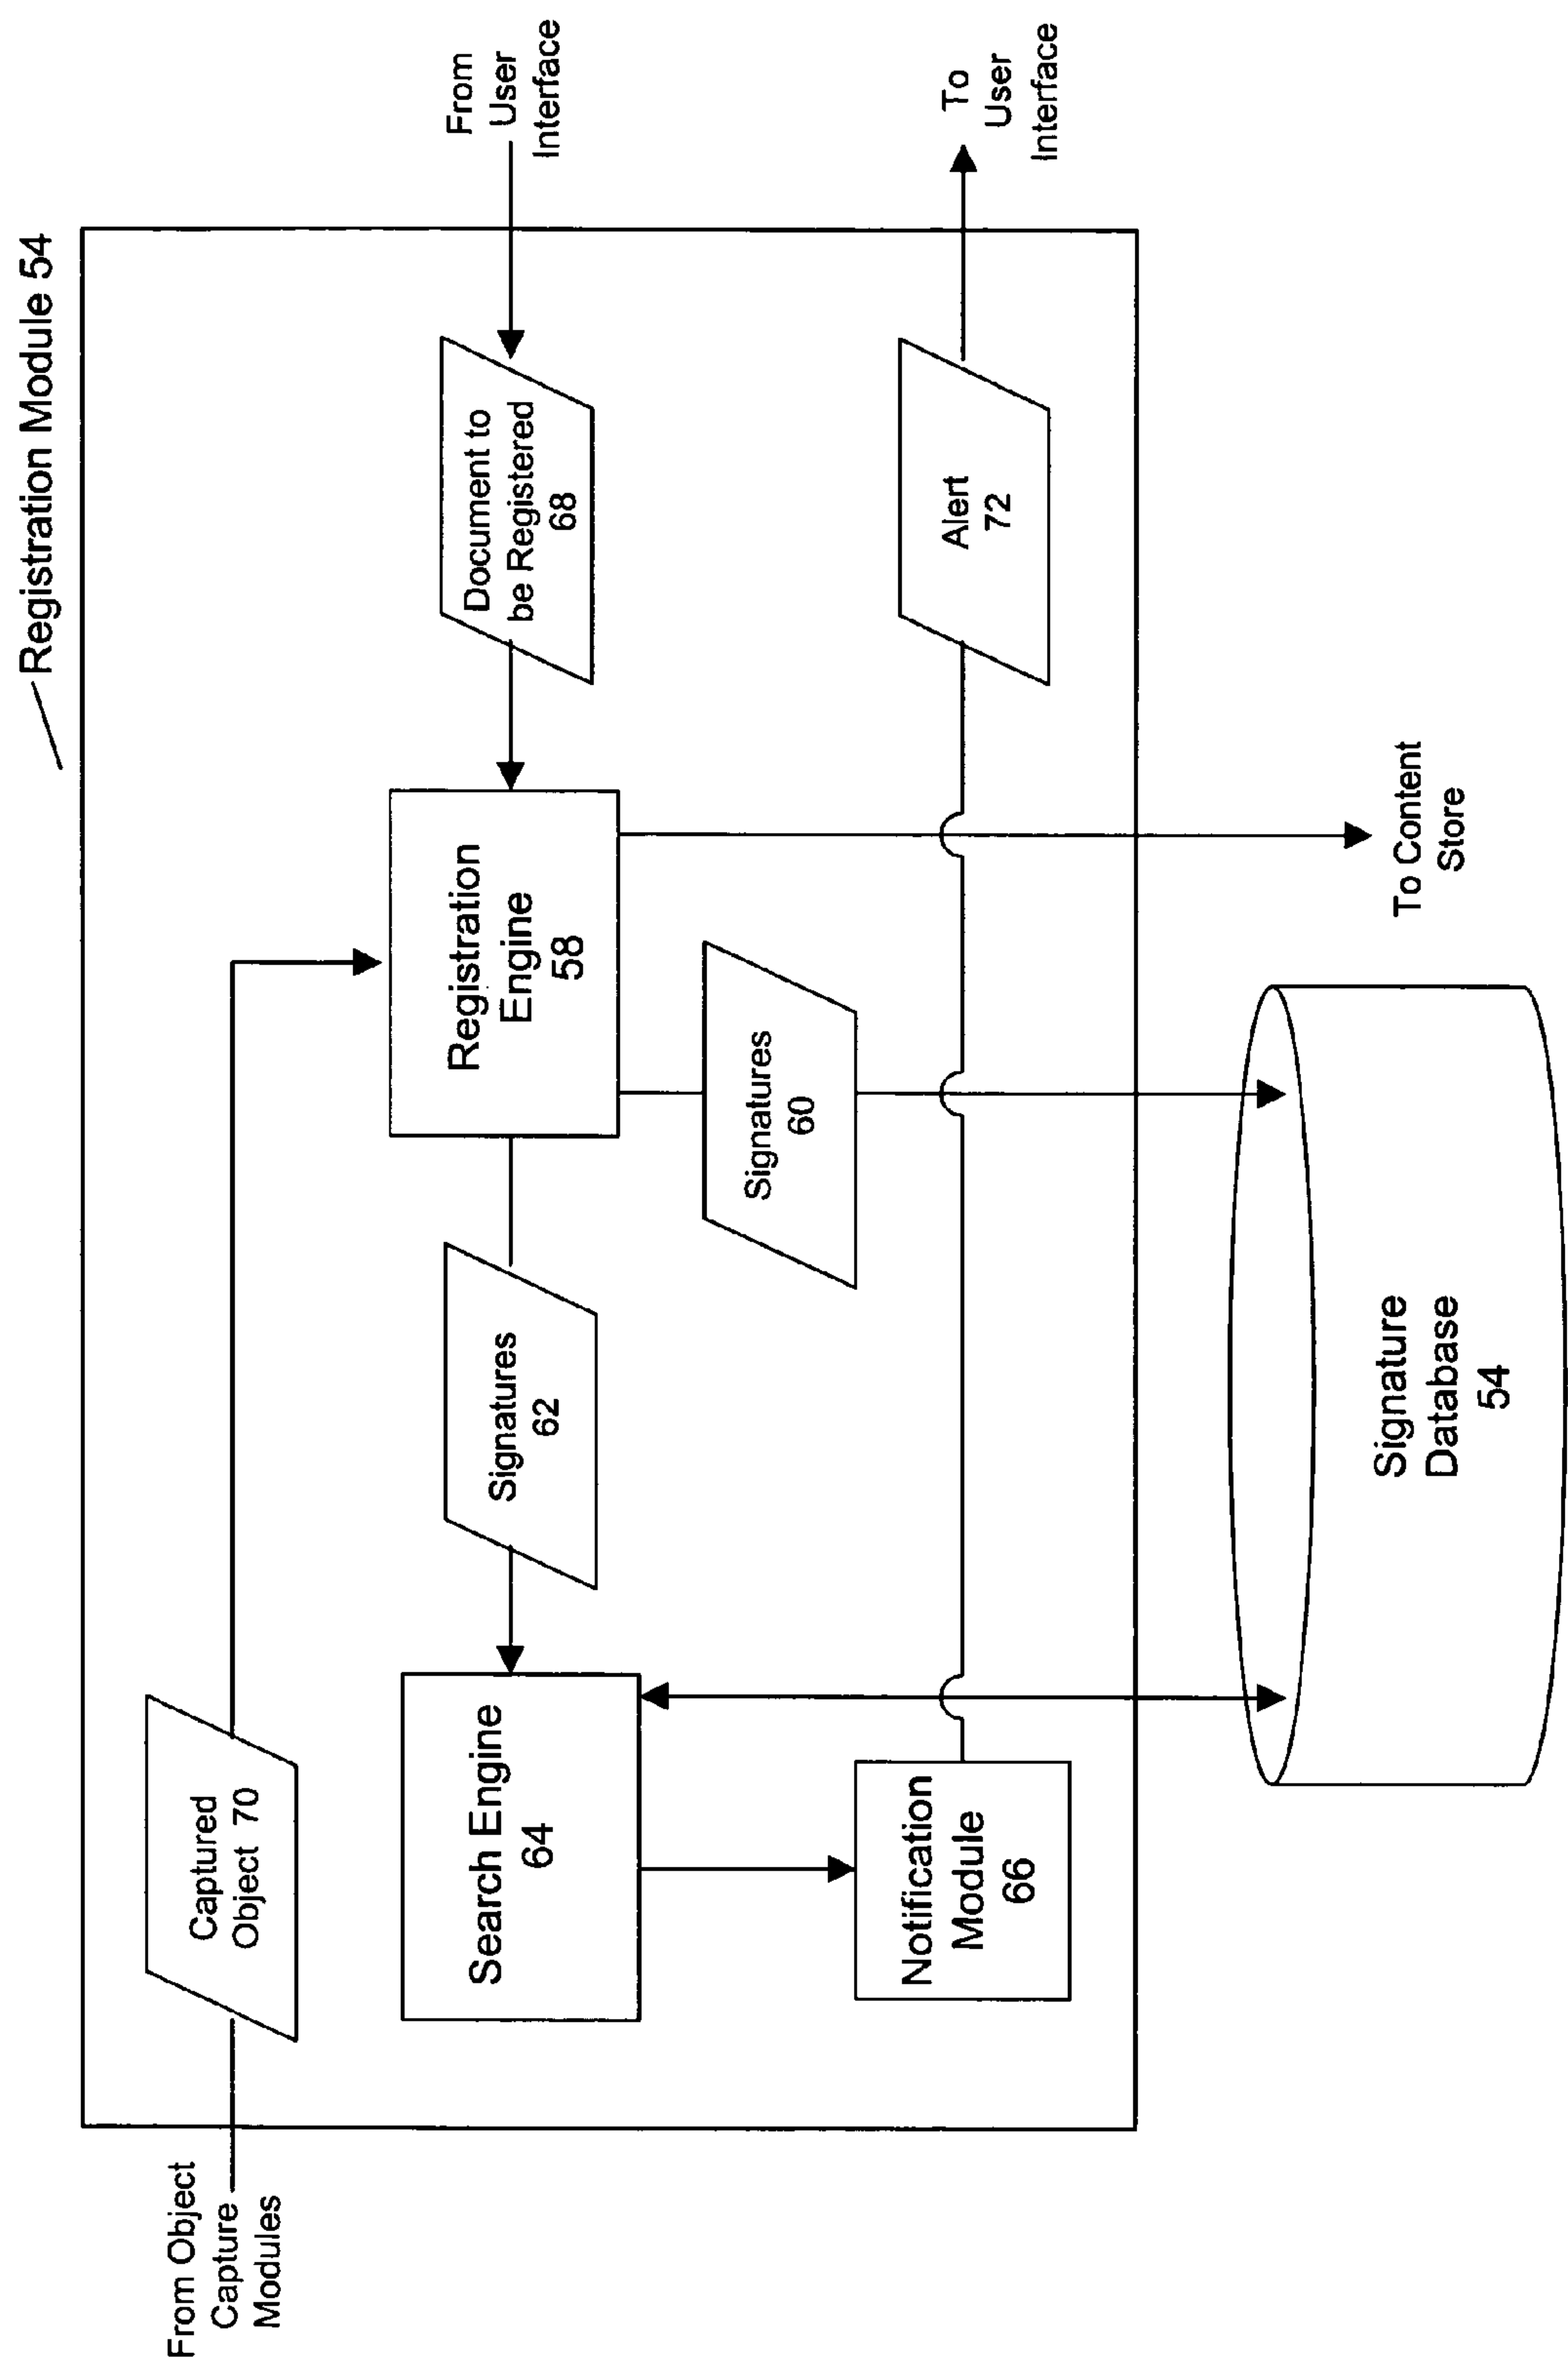 Registration Module 54
From Object
Capture
Modules
Captured
Object 70
From
User
Interface
Search Engine
64
Signatures
62
Registration
Engine
58
Document to
be Registered
68
Signatures
60
Notification
Module
66
Alert
72
To
User
Interface
Signature
Database
54
To Content
Store